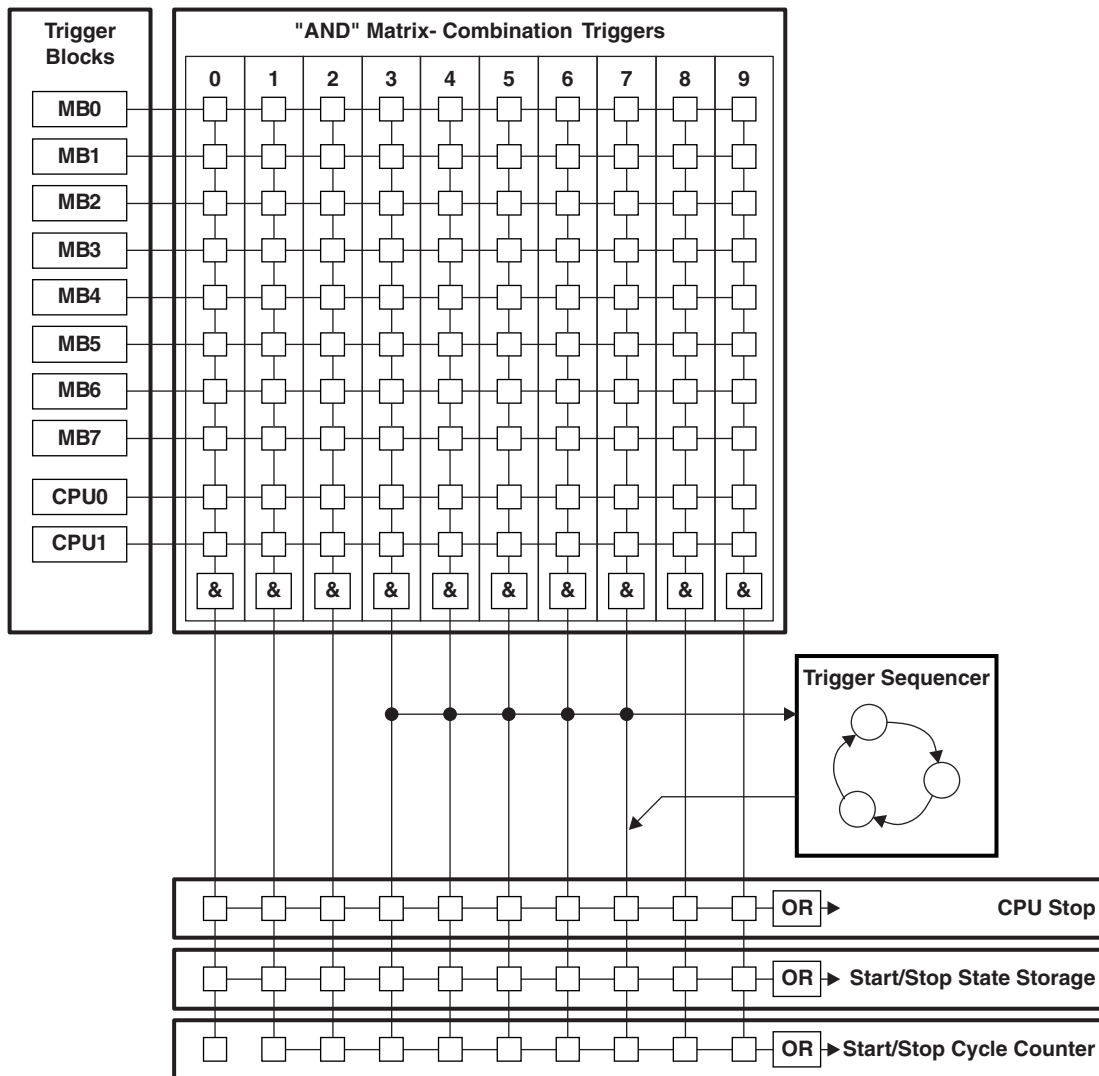 Trigger
Blocks
"AND" Matrix- Combination Triggers
0 1 2 3 4 5 6 7 8 9
MB0
MB1
MB2
MB3
MB4
MB5
MB6
MB7
CPU0
CPU1
& & & & & & & & & &
Trigger Sequencer
OR CPU Stop
OR Start/Stop State Storage
OR Start/Stop Cycle Counter